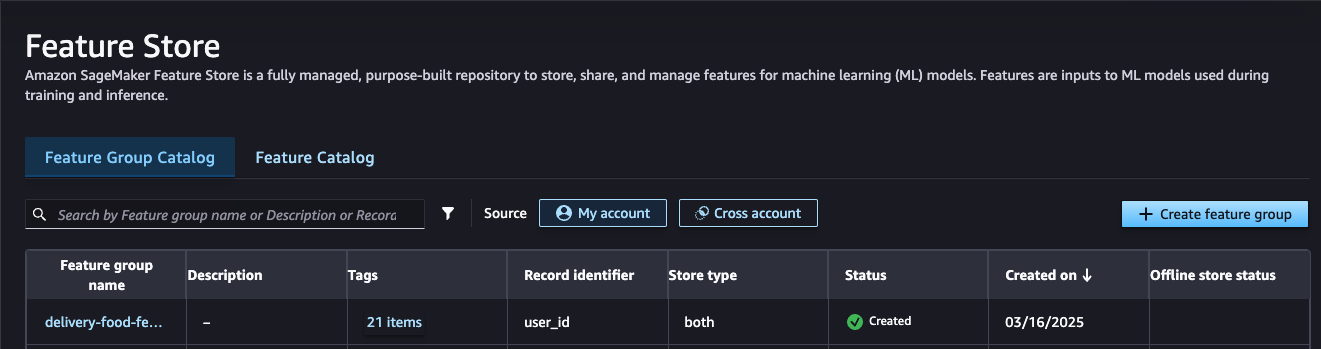 Feature Store
Amazon SageMaker Feature Store is a fully managed, purpose-built repository to store, share, and manage features for machine learning (ML) models. Features are inputs to ML models used during
training and inference.
Feature Group Catalog Feature Catalog
Search by Feature group name or Description or Recor Source My account Cross account + Create feature group
Feature group
name Description Tags Record identifier Store type Status Created on ↓ Offline store status
delivery-food-fe... – 21 items user_id both Created 03/16/2025